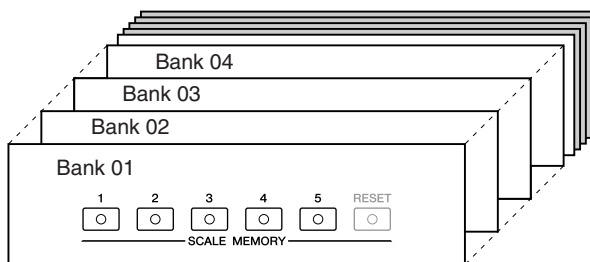 Bank 04
Bank 03
Bank 02
Bank 01
1 2 3 4 5 RESET
SCALE MEMORY